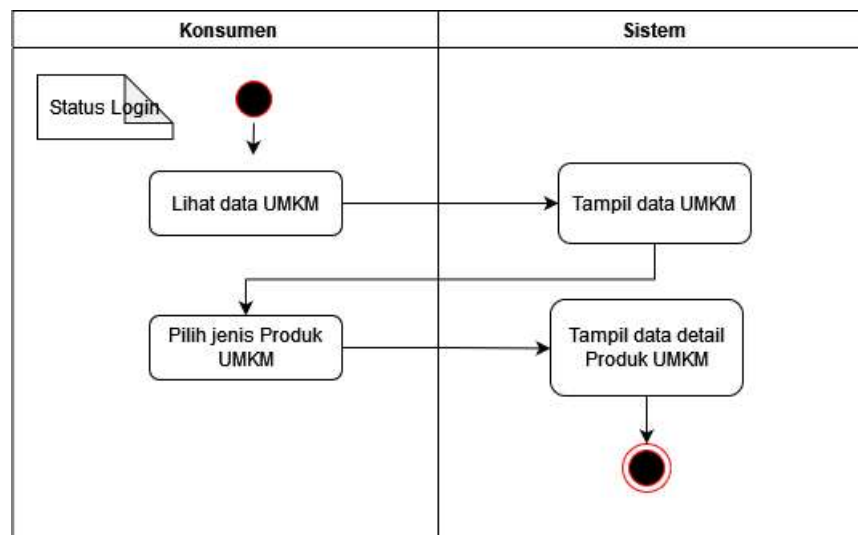 Konsumen
Sistem
Status Login
Lihat data UMKM
Tampil data UMKM
Pilih jenis Produk
UMKM
Tampil data detail
Produk UMKM